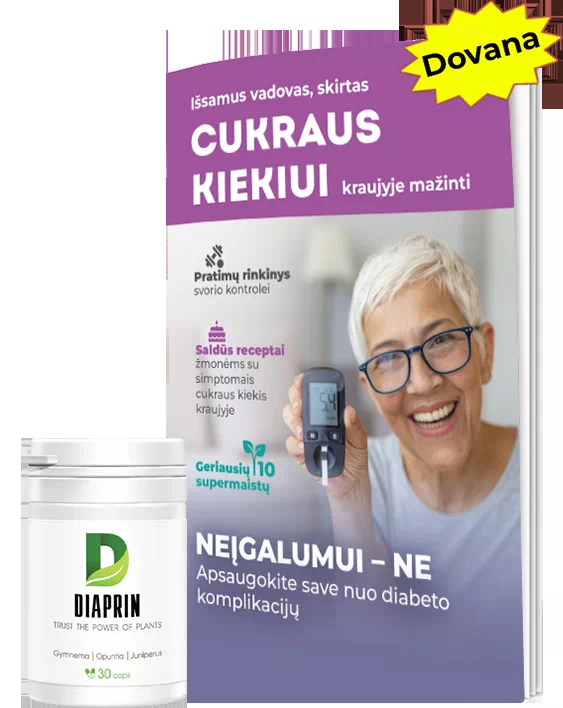 Dovana
Išsamus vadovas, skirtas
CUKRAUS
KIEKIUI kraujyje mažinti
Pratimų rinkinys
svorio kontrolei
Saldūs receptai
žmonėms su
simptomais
cukraus kiekis
kraujyje
Geriausių 10
supermaistų
5.4
NEĮGALUMUI – NE
Apsaugokite save nuo diabeto
komplikacijų
D
DIAPRIN
TRUST THE POWER OF PLANTS
Gymnema | Opuntia | Juniperus
30 caps